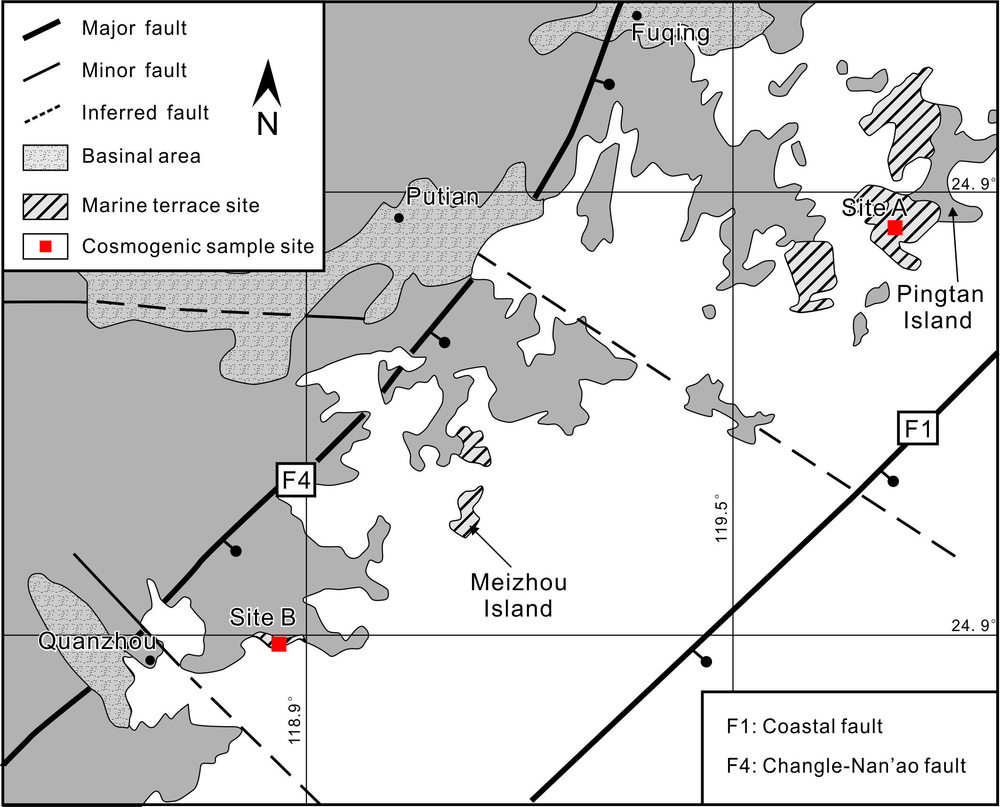 Major fault
Minor fault
Inferred fault
Basinal area
Marine terrace site
Cosmogenic sample site
N
Fuqing
Putian
24. 9°
Site A
Pingtan
Island
F1
F4
119.5°
Meizhou
Island
Site B
24. 9°
Quanzhou
118.9°
F1: Coastal fault
F4: Changle-Nan’ao fault